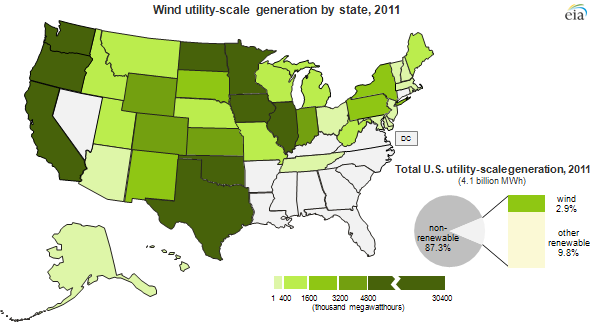 Wind utility-scale generation by state, 2011
eia
DC
Total U.S. utility-scalegeneration, 2011
(4.1 billion MWh)
wind
2.9%
non-
renewable
87.3%
other
renewable
9.8%
1 400 1600 3200 4800 30400
(thousand megawatthours)